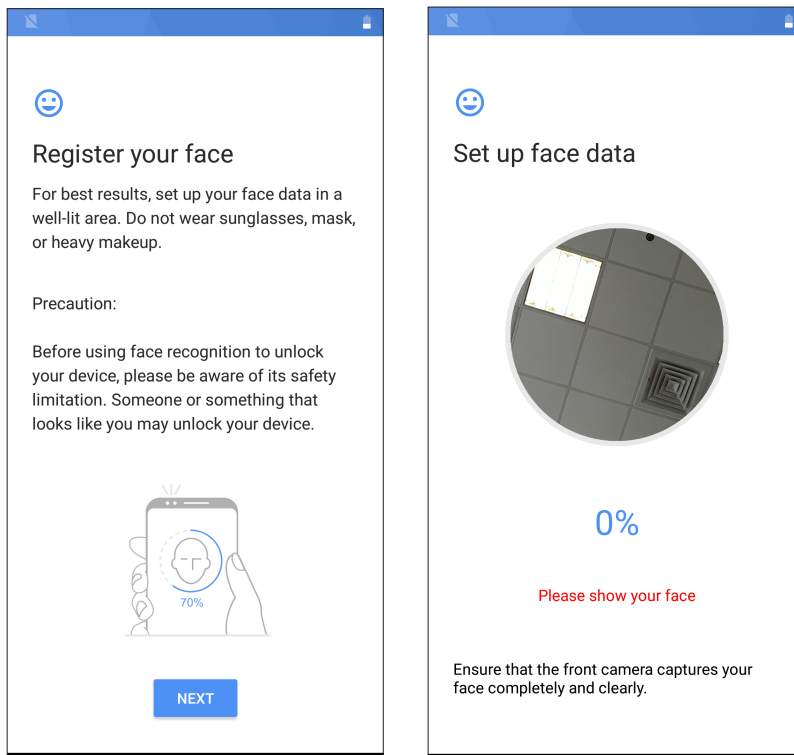 Register your face
For best results, set up your face data in a
well-lit area. Do not wear sunglasses, mask,
or heavy makeup.
Precaution:
Before using face recognition to unlock
your device, please be aware of its safety
limitation. Someone or something that
looks like you may unlock your device.
70%
NEXT
Set up face data
0%
Please show your face
Ensure that the front camera captures your
face completely and clearly.